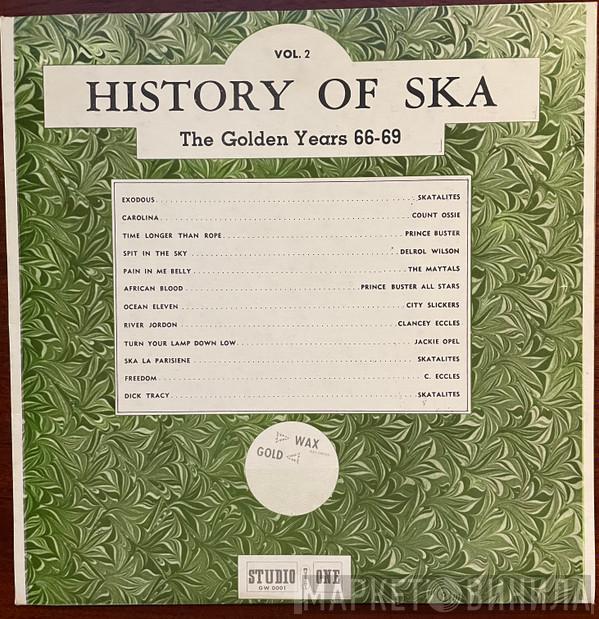 VOL. 2
HISTORY OF SKA
The Golden Years 66-69
EXODOUS SKATALITES
CAROLINA COUNT OSSIE
TIME LONGER THAN ROPE PRINCE BUSTER
SPIT IN THE SKY DELROL WILSON
PAIN IN ME BELLY THE MAYTALS
AFRICAN BLOOD PRINCE BUSTER ALL STARS
OCEAN ELEVEN CITY SLICKERS
RIVER JORDON CLANCEY ECCLES
TURN YOUR LAMP DOWN LOW JACKIE OPEL
SKA LA PARISIENE SKATALITES
FREEDOM C. ECCLES
DICK TRACY SKATALITES
WAX
GOLD
STUDIO ONE
GW 0001
МАРКЕТ ВИНИЛА